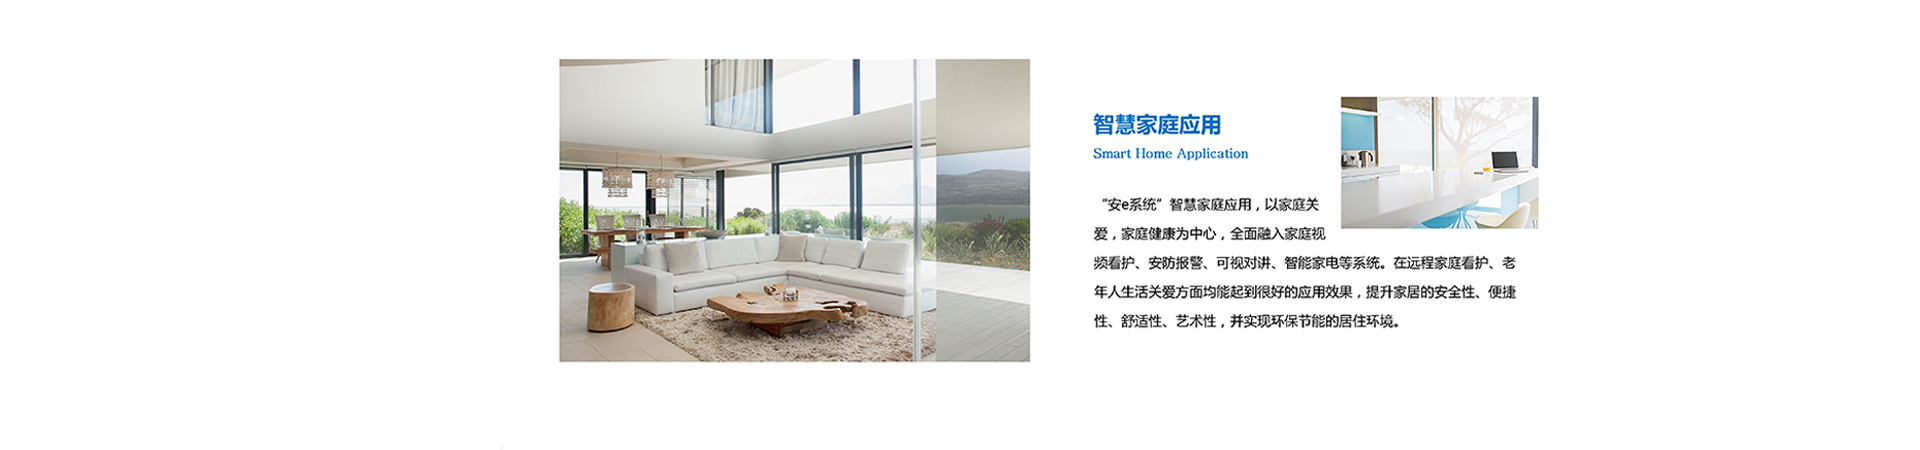 智慧家庭应用
Smart Home Application
“安e系统”智慧家庭应用，以家庭关
爱，家庭健康为中心，全面融入家庭视
频看护、安防报警、可视对讲、智能家电等系统。在远程家庭看护、老
年人生活关爱方面均能起到很好的应用效果，提升家居的安全性、便捷
性、舒适性、艺术性，并实现环保节能的居住环境。